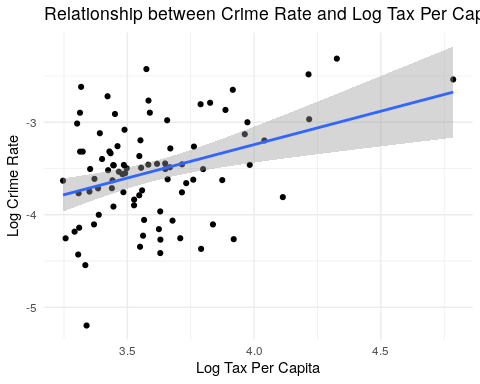 Relationship between Crime Rate and Log Tax Per Cap
Log Crime Rate
-3
-4
-5
3.5 4.0 4.5
Log Tax Per Capita